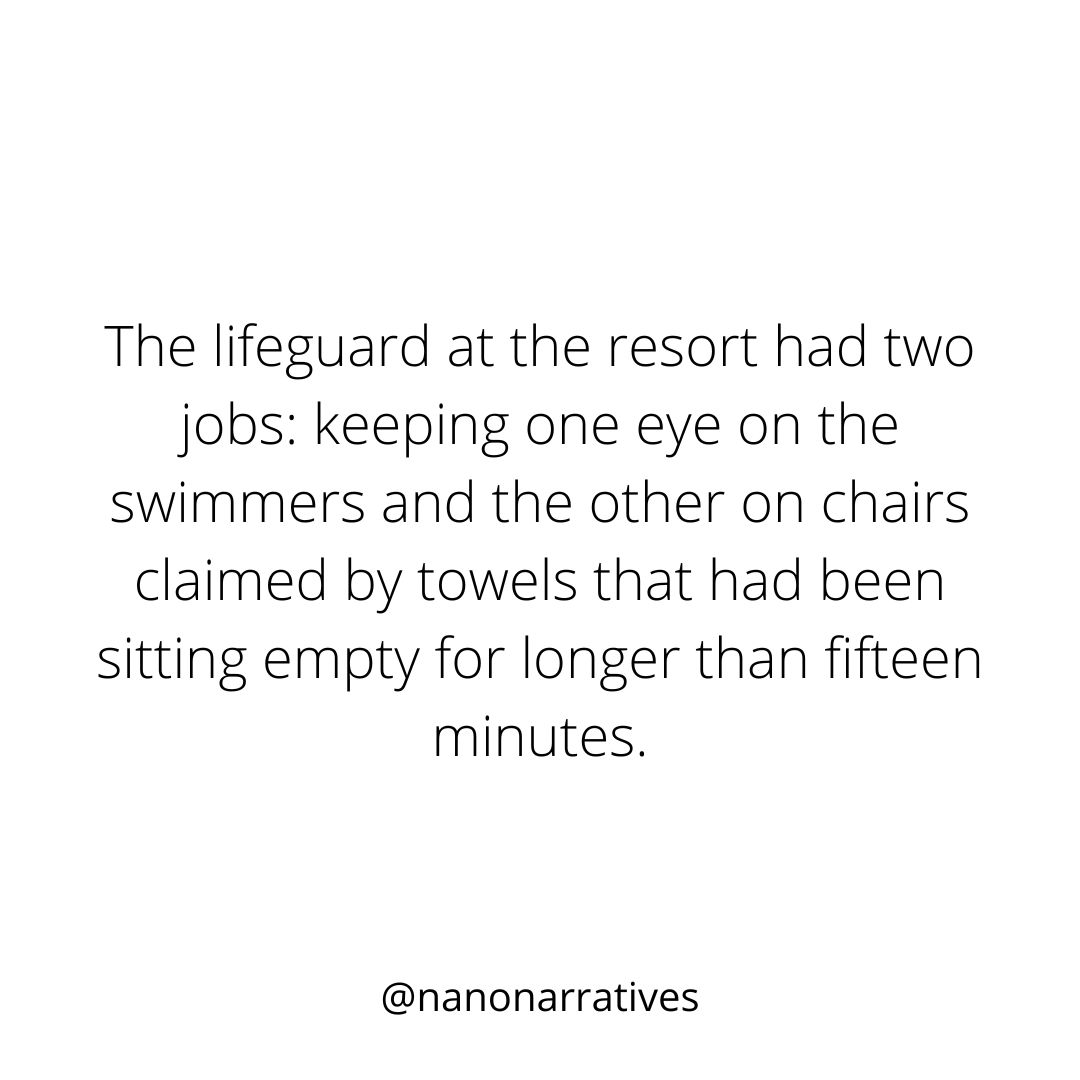 The lifeguard at the resort had two
jobs: keeping one eye on the
swimmers and the other on chairs
claimed by towels that had been
sitting empty for longer than fifteen
minutes.
@nanonarratives